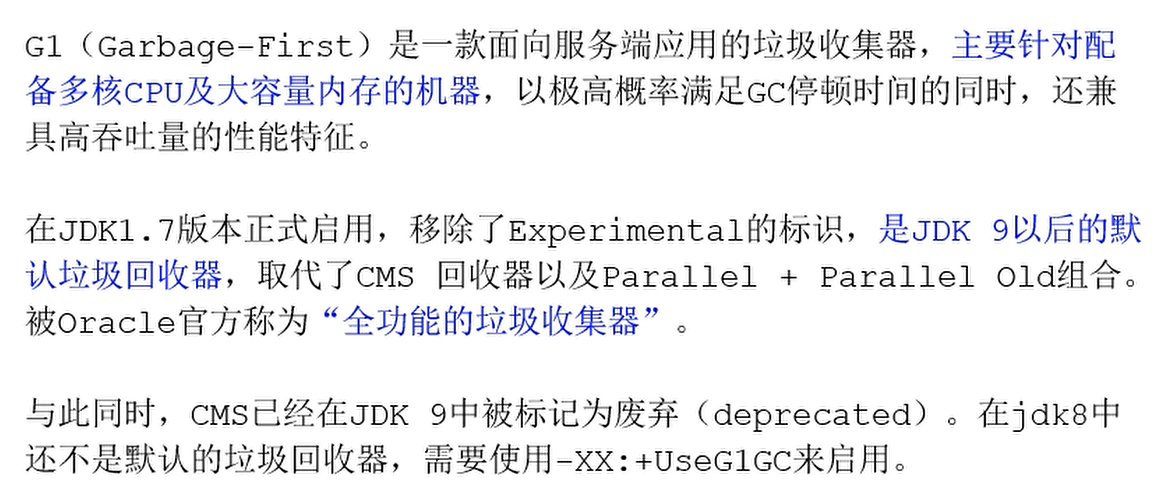 G1（Garbage-First）是一款面向服务端应用的垃圾收集器，主要针对配
备多核CPU及大容量内存的机器，以极高概率满足GC停顿时间的同时，还兼
具高吞吐量的性能特征。
在JDK1.7版本正式启用，移除了Experimental的标识，是JDK 9以后的默
认垃圾回收器，取代了CMS 回收器以及Parallel + Parallel Old组合。
被Oracle官方称为“全功能的垃圾收集器”。
与此同时，CMS已经在JDK 9中被标记为废弃（deprecated）。在jdk8中
还不是默认的垃圾回收器，需要使用-XX:+UseG1GC来启用。